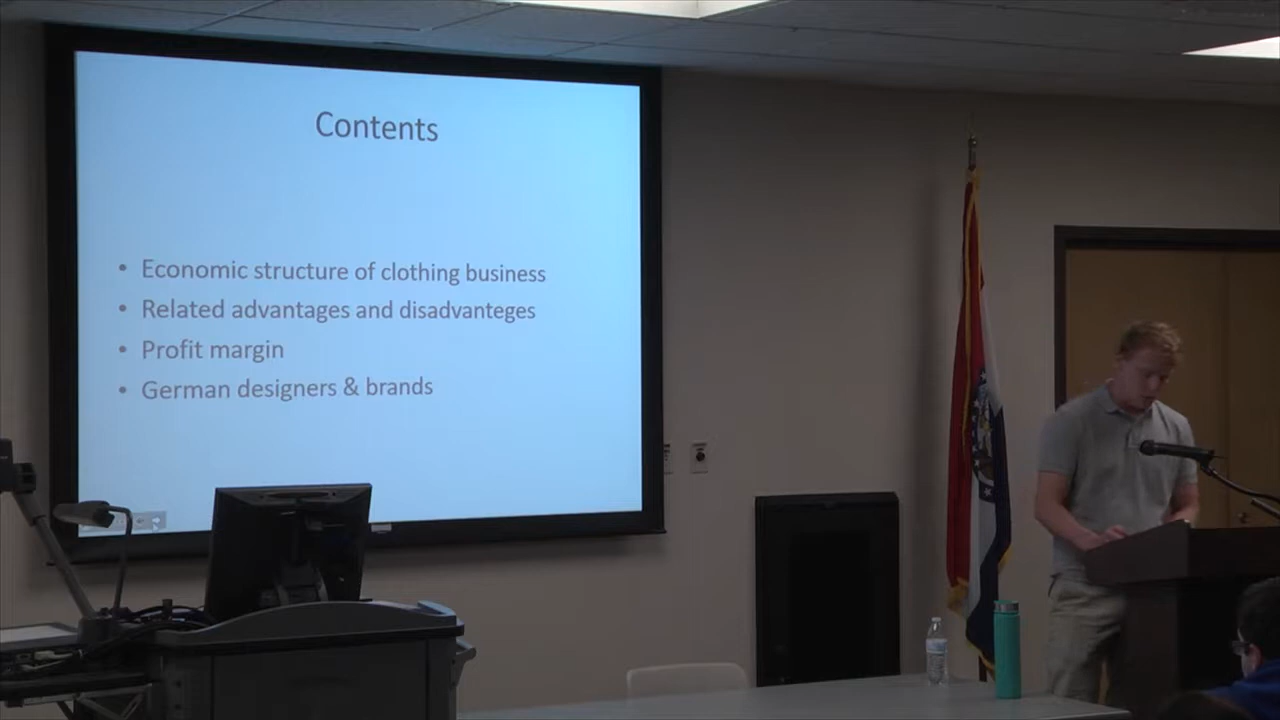 Contents
• Economic structure of clothing business
• Related advantages and disadvanteges
• Profit margin
• German designers & brands